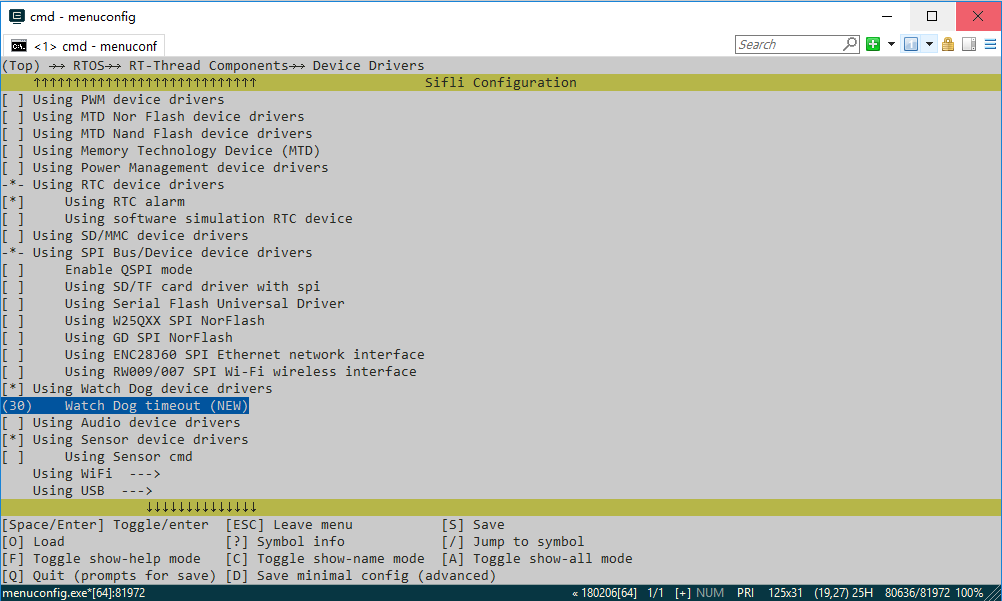 cmd - menuconfig
<1> cmd - menuconf
Search
(Top) →→ RTOS→→ RT-Thread Components→→ Device Drivers
↑↑↑↑↑↑↑↑↑↑↑↑↑↑↑↑↑↑↑↑↑↑↑↑↑↑↑↑ Sifli Configuration
[ ] Using PWM device drivers
[ ] Using MTD Nor Flash device drivers
[ ] Using MTD Nand Flash device drivers
[ ] Using Memory Technology Device (MTD)
[ ] Using Power Management device drivers
-*- Using RTC device drivers
[*]     Using RTC alarm
[ ]     Using software simulation RTC device
[ ] Using SD/MMC device drivers
-*- Using SPI Bus/Device device drivers
[ ]     Enable QSPI mode
[ ]     Using SD/TF card driver with spi
[ ]     Using Serial Flash Universal Driver
[ ]     Using W25QXX SPI NorFlash
[ ]     Using GD SPI NorFlash
[ ]     Using ENC28J60 SPI Ethernet network interface
[ ]     Using RW009/007 SPI Wi-Fi wireless interface
[*] Using Watch Dog device drivers
(30)    Watch Dog timeout (NEW)
[ ] Using Audio device drivers
[*] Using Sensor device drivers
[ ]     Using Sensor cmd
    Using WiFi  --->
    Using USB  --->
↓↓↓↓↓↓↓↓↓↓↓↓↓↓
[Space/Enter] Toggle/enter  [ESC] Leave menu           [S] Save
[O] Load                    [?] Symbol info            [/] Jump to symbol
[F] Toggle show-help mode   [C] Toggle show-name mode  [A] Toggle show-all mode
[Q] Quit (prompts for save) [D] Save minimal config (advanced)
menuconfig.exe*[64]:81972 « 180206[64] 1/1 [+] NUM PRI 125x31 (19,27) 25H 80636/81972 100%